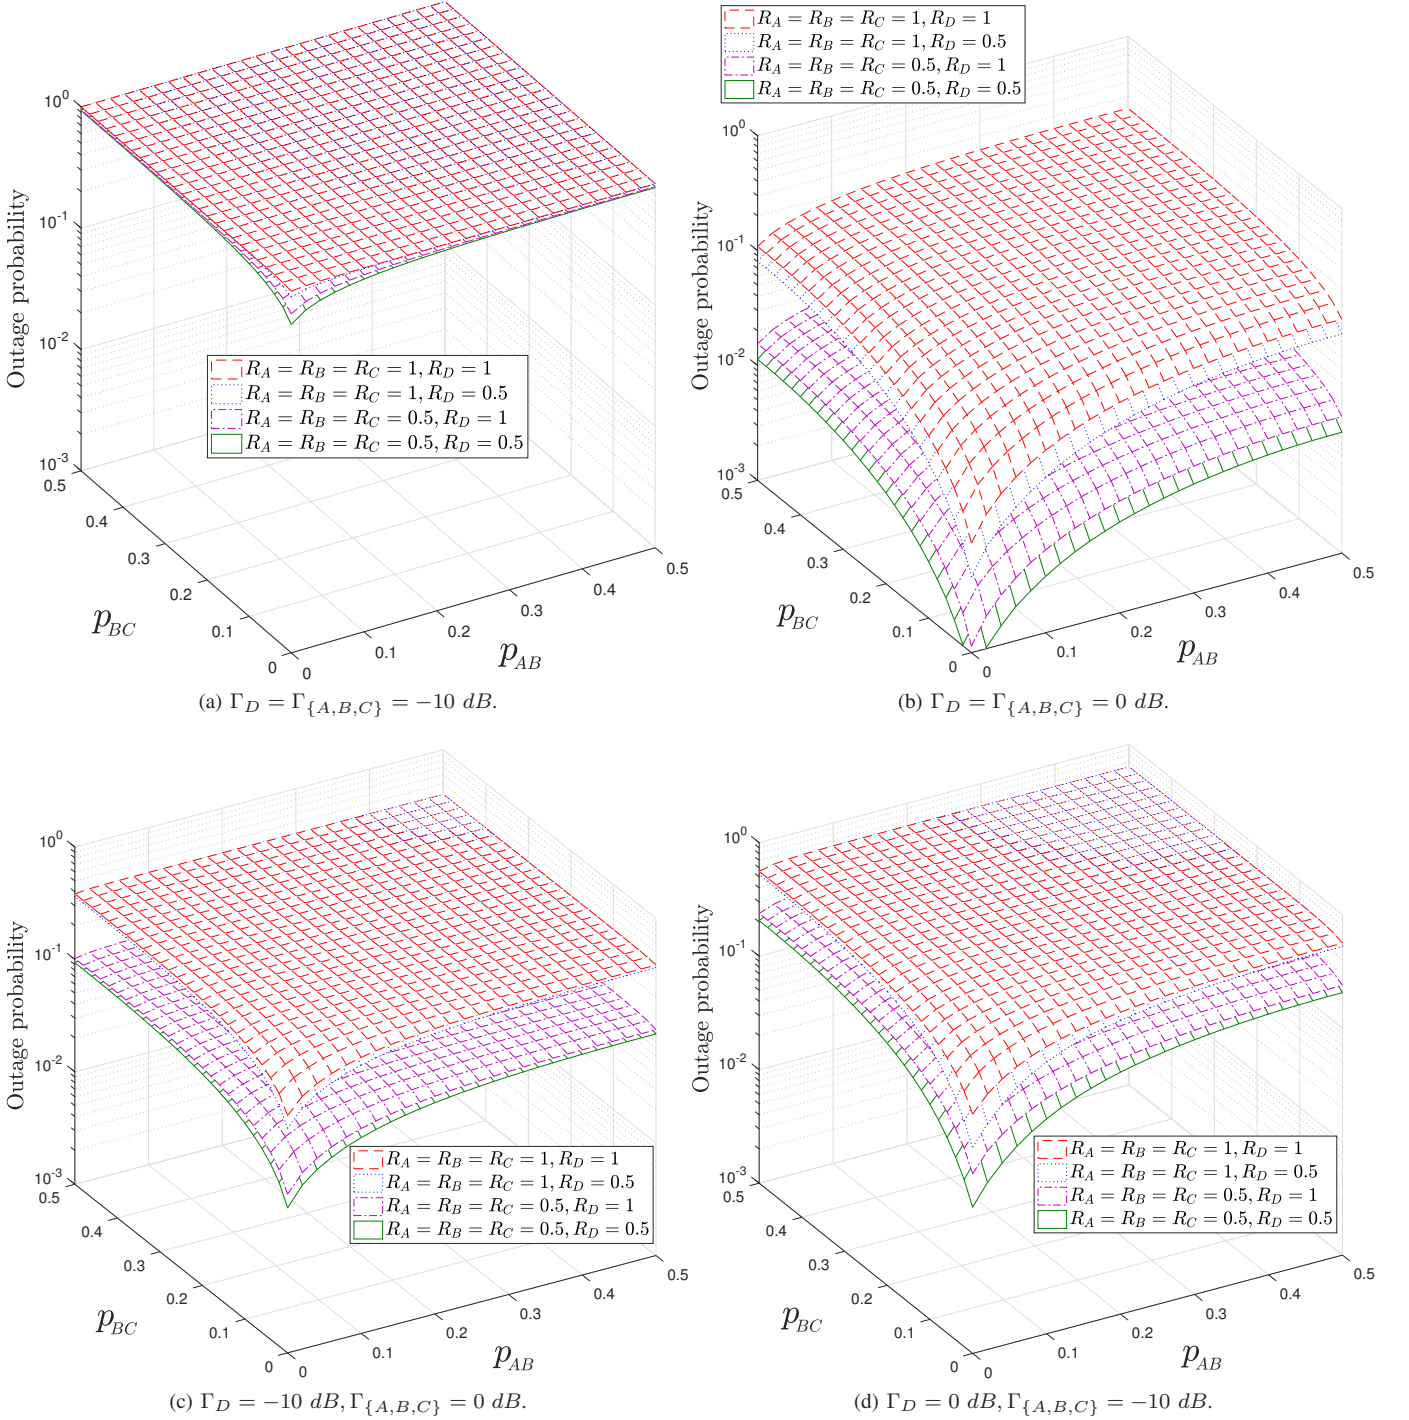 Outage probability
10^0
10^-1
10^-2
10^-3
0.5
0.4
0.3
0.2
0.1
0
p_BC
0
0.1
0.2
0.3
0.4
0.5
p_AB
R_A = R_B = R_C = 1, R_D = 1
R_A = R_B = R_C = 1, R_D = 0.5
R_A = R_B = R_C = 0.5, R_D = 1
R_A = R_B = R_C = 0.5, R_D = 0.5
(a) Γ_D = Γ_{A,B,C} = −10 dB.
R_A = R_B = R_C = 1, R_D = 1
R_A = R_B = R_C = 1, R_D = 0.5
R_A = R_B = R_C = 0.5, R_D = 1
R_A = R_B = R_C = 0.5, R_D = 0.5
Outage probability
10^0
10^-1
10^-2
10^-3
0.5
0.4
0.3
0.2
0.1
0
p_BC
0
0.1
0.2
0.3
0.4
0.5
p_AB
(b) Γ_D = Γ_{A,B,C} = 0 dB.
Outage probability
10^0
10^-1
10^-2
10^-3
0.5
0.4
0.3
0.2
0.1
0
p_BC
0
0.1
0.2
0.3
0.4
0.5
p_AB
R_A = R_B = R_C = 1, R_D = 1
R_A = R_B = R_C = 1, R_D = 0.5
R_A = R_B = R_C = 0.5, R_D = 1
R_A = R_B = R_C = 0.5, R_D = 0.5
(c) Γ_D = −10 dB, Γ_{A,B,C} = 0 dB.
Outage probability
10^0
10^-1
10^-2
10^-3
0.5
0.4
0.3
0.2
0.1
0
p_BC
0
0.1
0.2
0.3
0.4
0.5
p_AB
R_A = R_B = R_C = 1, R_D = 1
R_A = R_B = R_C = 1, R_D = 0.5
R_A = R_B = R_C = 0.5, R_D = 1
R_A = R_B = R_C = 0.5, R_D = 0.5
(d) Γ_D = 0 dB, Γ_{A,B,C} = −10 dB.